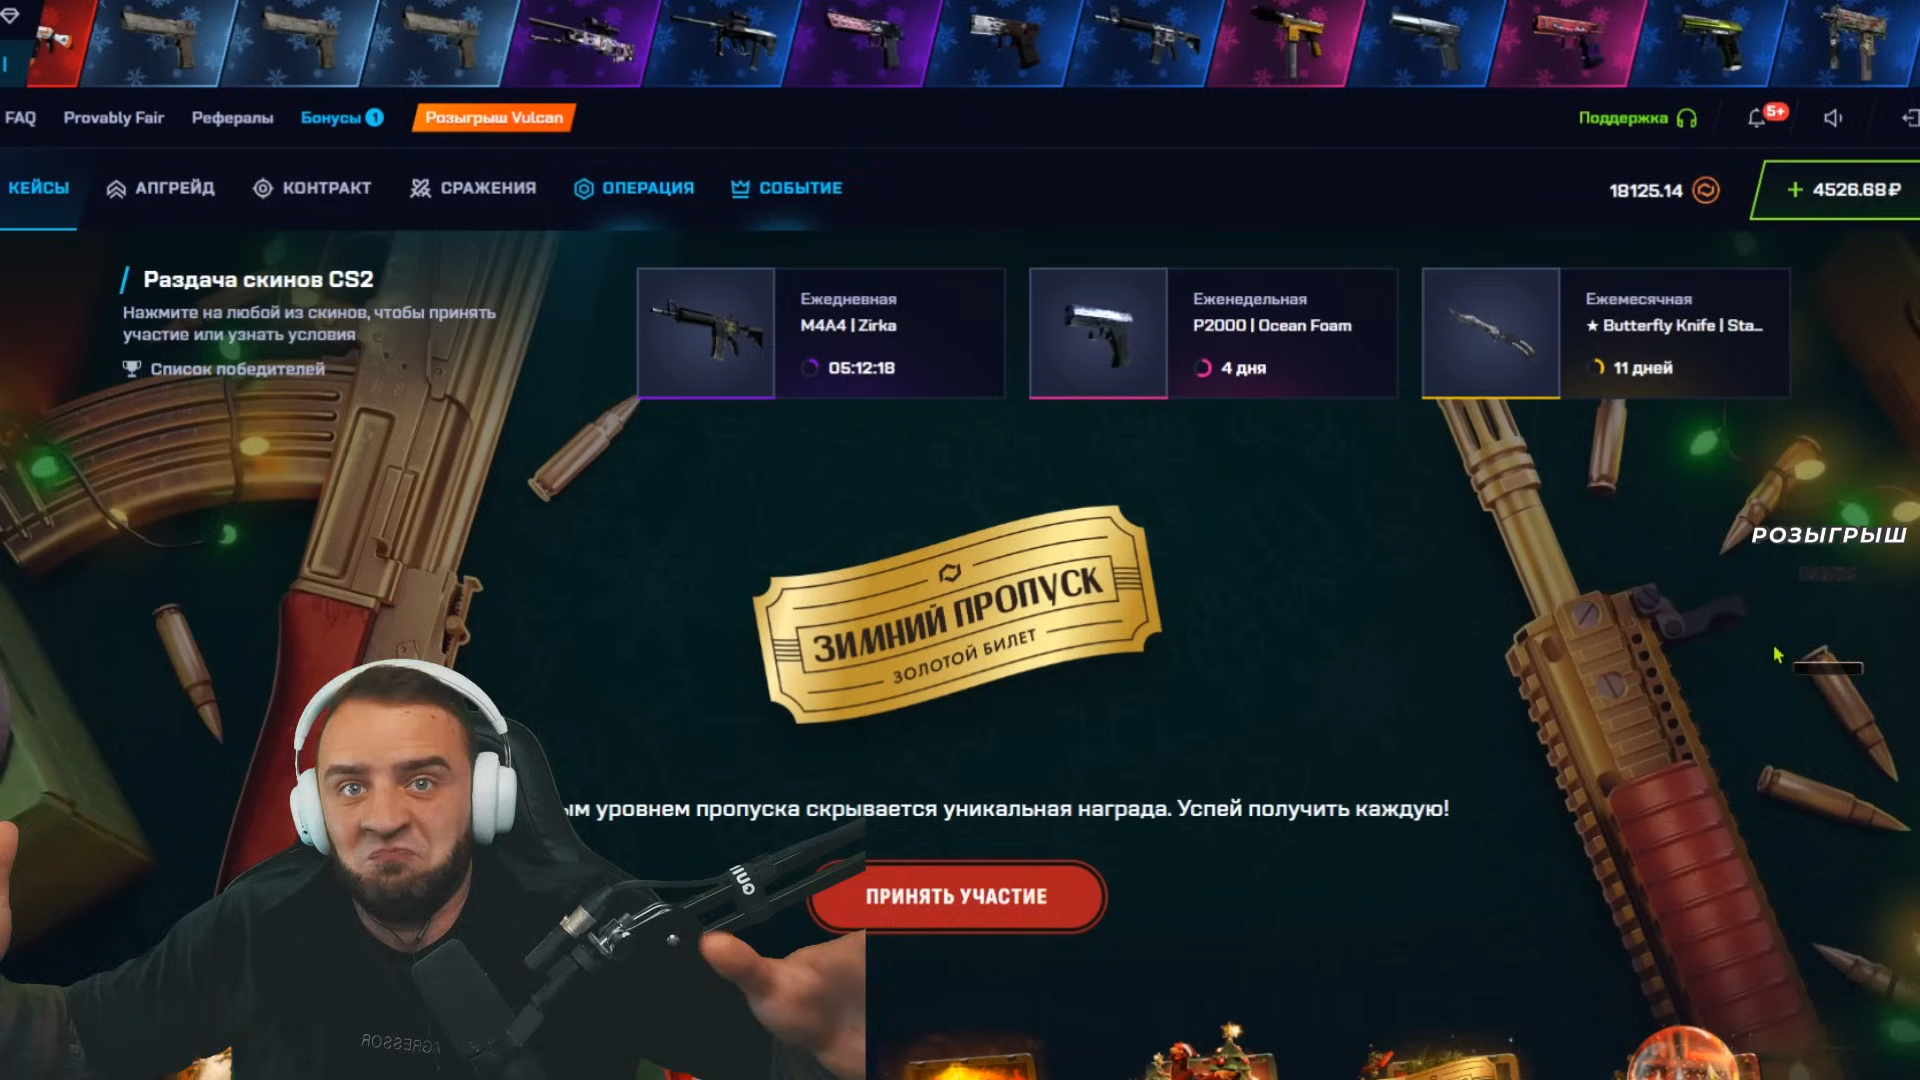 FAQ
Provably Fair
Рефералы
Бонусы 1
Розыгрыш Vulcan
Поддержка
5+
КЕЙСЫ
АПГРЕЙД
КОНТРАКТ
СРАЖЕНИЯ
ОПЕРАЦИЯ
СОБЫТИЕ
18125.14
+ 4526.68₽
Раздача скинов CS2
Нажмите на любой из скинов, чтобы принять
участие или узнать условия
Список победителей
Ежедневная
M4A4 | Zirka
05:12:18
Еженедельная
P2000 | Ocean Foam
4 дня
Ежемесячная
★ Butterfly Knife | Sta...
11 дней
РОЗЫГРЫШ
ЗИМНИЙ ПРОПУСК
ЗОЛОТОЙ БИЛЕТ
ым уровнем пропуска скрывается уникальная награда. Успей получить каждую!
ПРИНЯТЬ УЧАСТИЕ